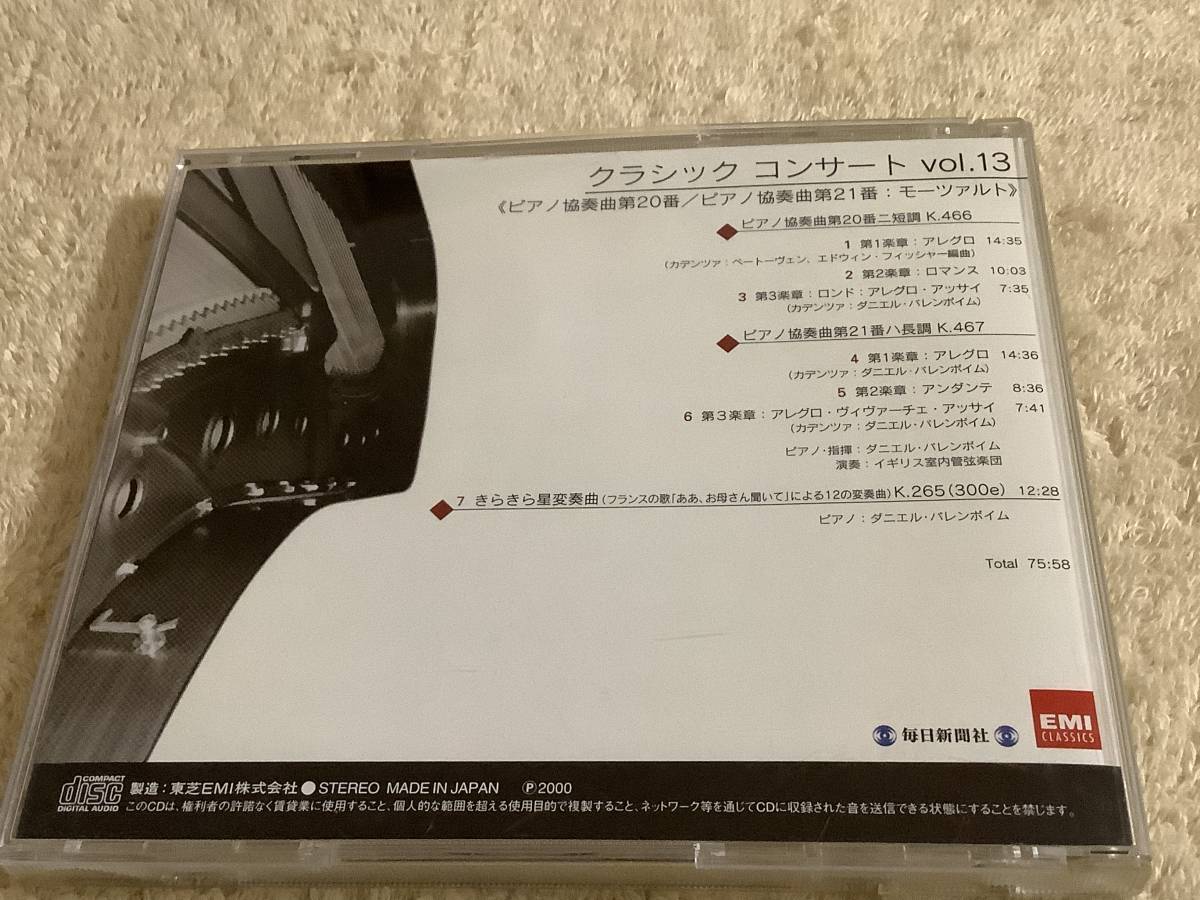 クラシック コンサート vol.13
《ピアノ協奏曲第20番／ピアノ協奏曲第21番：モーツァルト》
ピアノ協奏曲第20番ニ短調 K.466
1 第1楽章：アレグロ 14:35
（カデンツァ：ベートーヴェン、エドウィン・フィッシャー編曲）
2 第2楽章：ロマンス 10:03
3 第3楽章：ロンド：アレグロ・アッサイ 7:35
（カデンツァ：ダニエル・バレンボイム）
ピアノ協奏曲第21番ハ長調 K.467
4 第1楽章：アレグロ 14:36
（カデンツァ：ダニエル・バレンボイム）
5 第2楽章：アンダンテ 8:36
6 第3楽章：アレグロ・ヴィヴァーチェ・アッサイ 7:41
（カデンツァ：ダニエル・バレンボイム）
ピアノ・指揮：ダニエル・バレンボイム
演奏：イギリス室内管弦楽団
7 きらきら星変奏曲（フランスの歌「ああ、お母さん聞いて」による12の変奏曲）K.265(300e) 12:28
ピアノ：ダニエル・バレンボイム
Total 75:58
毎日新聞社
EMI
CLASSICS
COMPACT
disc
DIGITAL AUDIO
製造：東芝EMI株式会社●STEREO MADE IN JAPAN Ⓟ2000
このCDは、権利者の許諾なく賃貸業に使用すること、個人的な範囲を超える使用目的で複製すること、ネットワーク等を通じてCDに収録された音を送信できる状態にすることを禁じます。